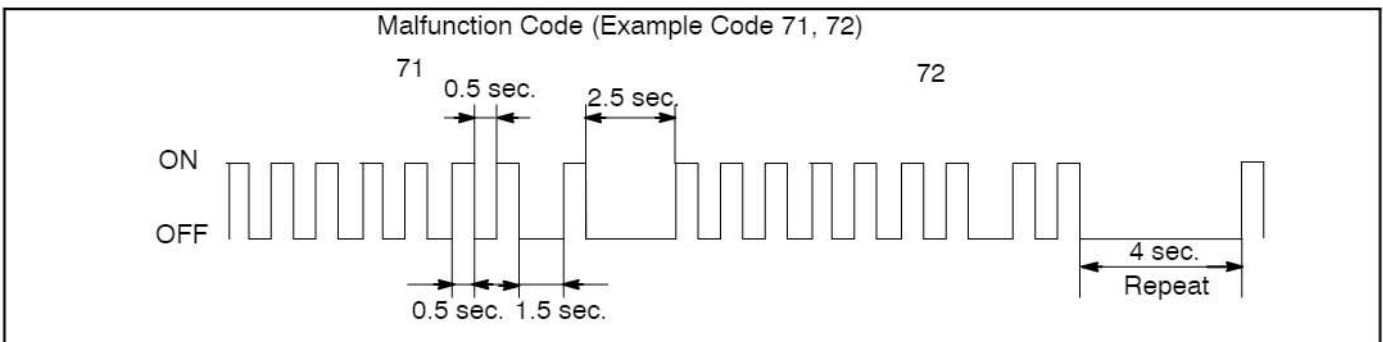 Malfunction Code (Example Code 71, 72)
71
72
0.5 sec.
2.5 sec.
ON
OFF
4 sec.
Repeat
0.5 sec.
1.5 sec.